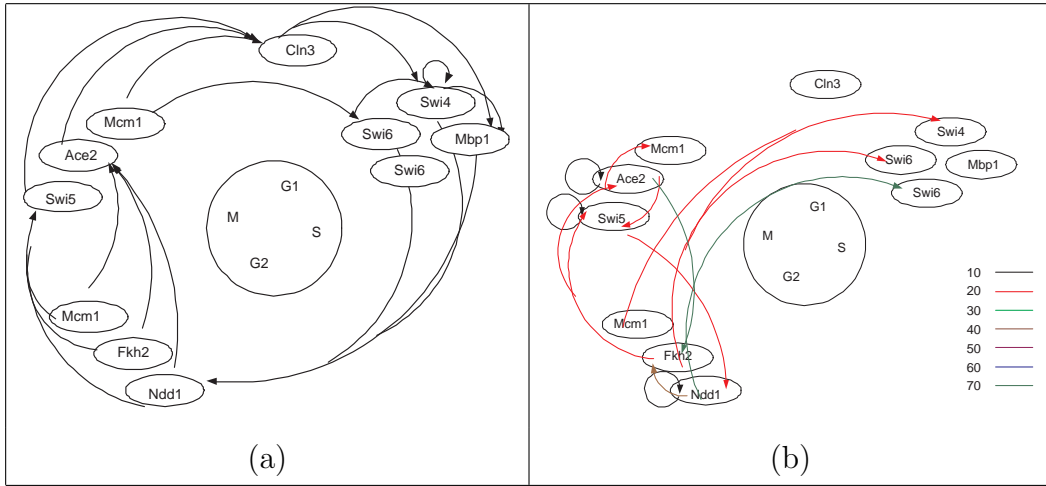 Cln3
Swi4
Mcm1
Swi6
Mbp1
Ace2
Swi6
Swi5
G1
M
S
G2
Mcm1
Fkh2
Ndd1
(a)
Cln3
Swi4
Mcm1
Swi6
Mbp1
Ace2
Swi6
Swi5
G1
M
S
G2
10
20
30
40
50
60
70
Mcm1
Fkh2
Ndd1
(b)